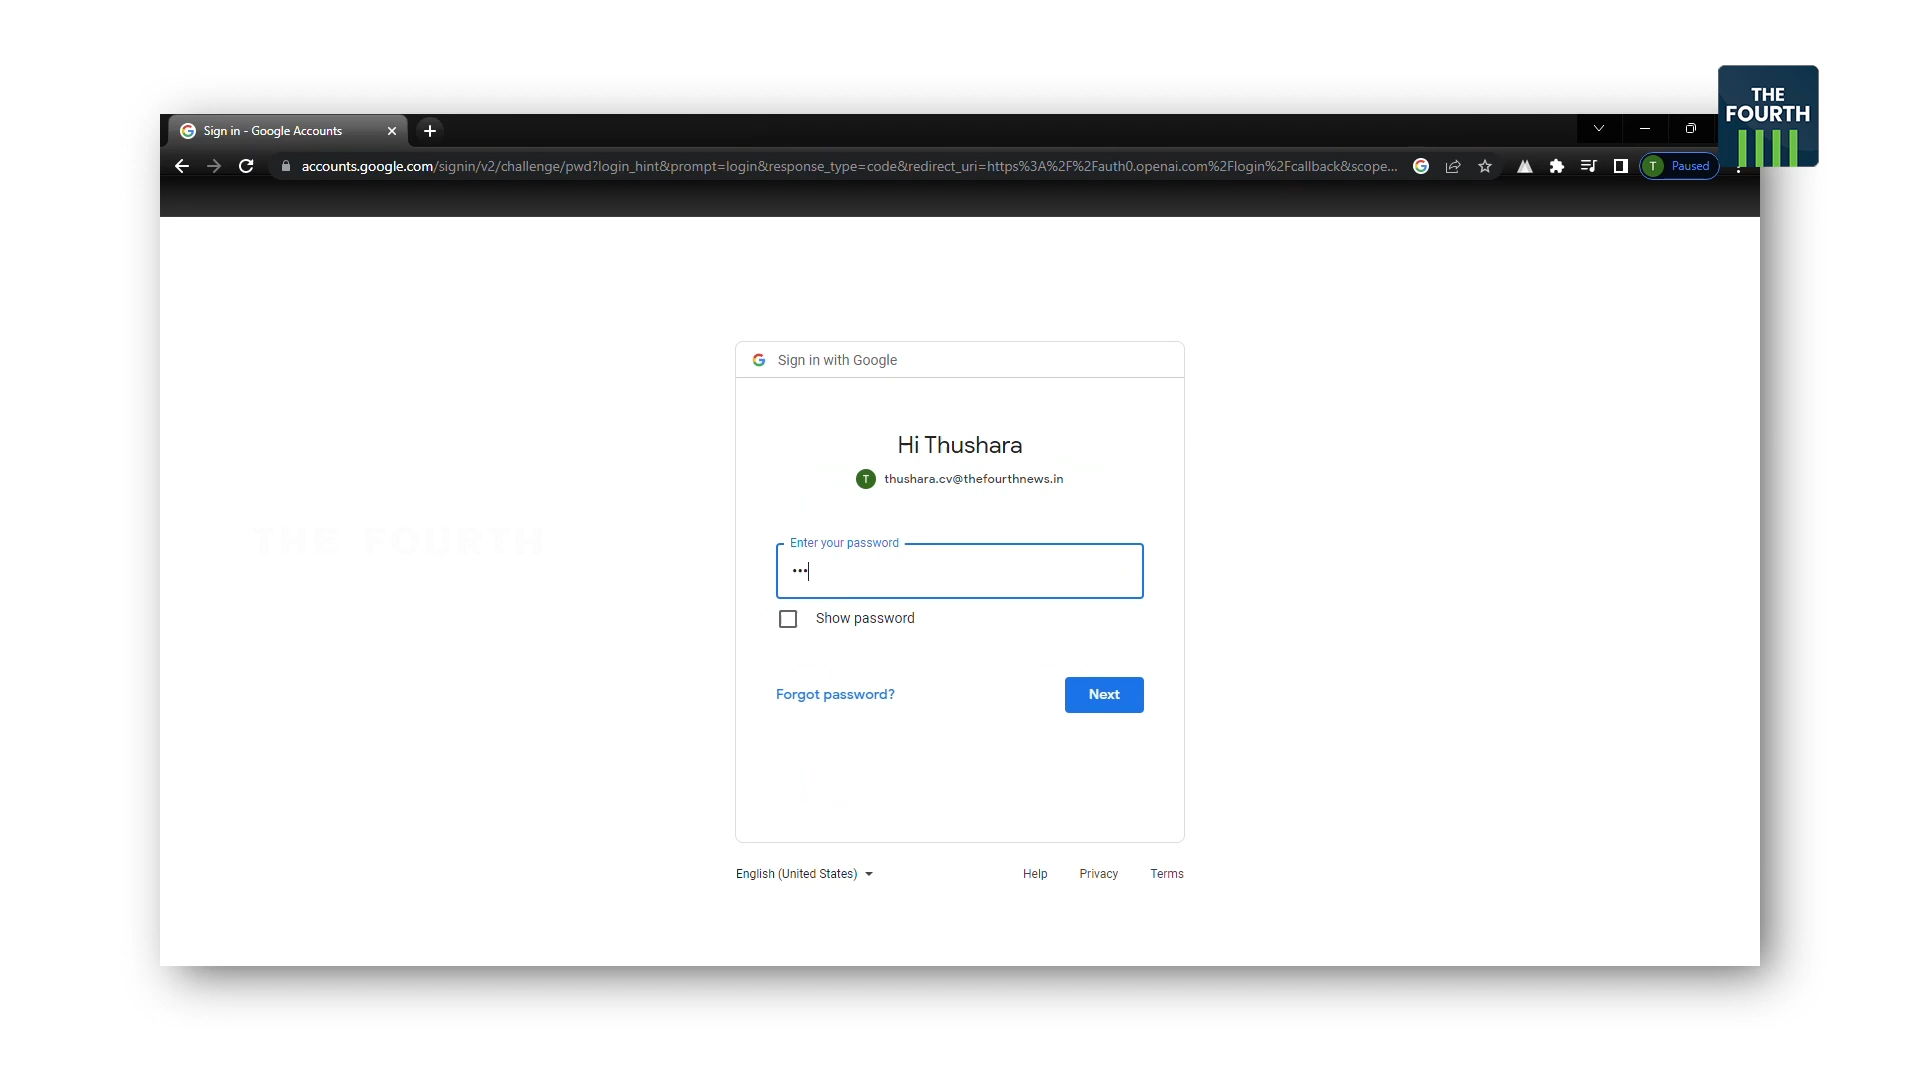 THE
FOURTH
Sign in - Google Accounts
accounts.google.com/signin/v2/challenge/pwd?login_hint&prompt=login&response_type=code&redirect_uri=https%3A%2F%2Fauth0.openai.com%2Flogin%2Fcallback&scope...
T Paused
Sign in with Google
Hi Thushara
T thushara.cv@thefourthnews.in
THE FOURTH
Enter your password
Show password
Forgot password?
Next
English (United States)
Help Privacy Terms